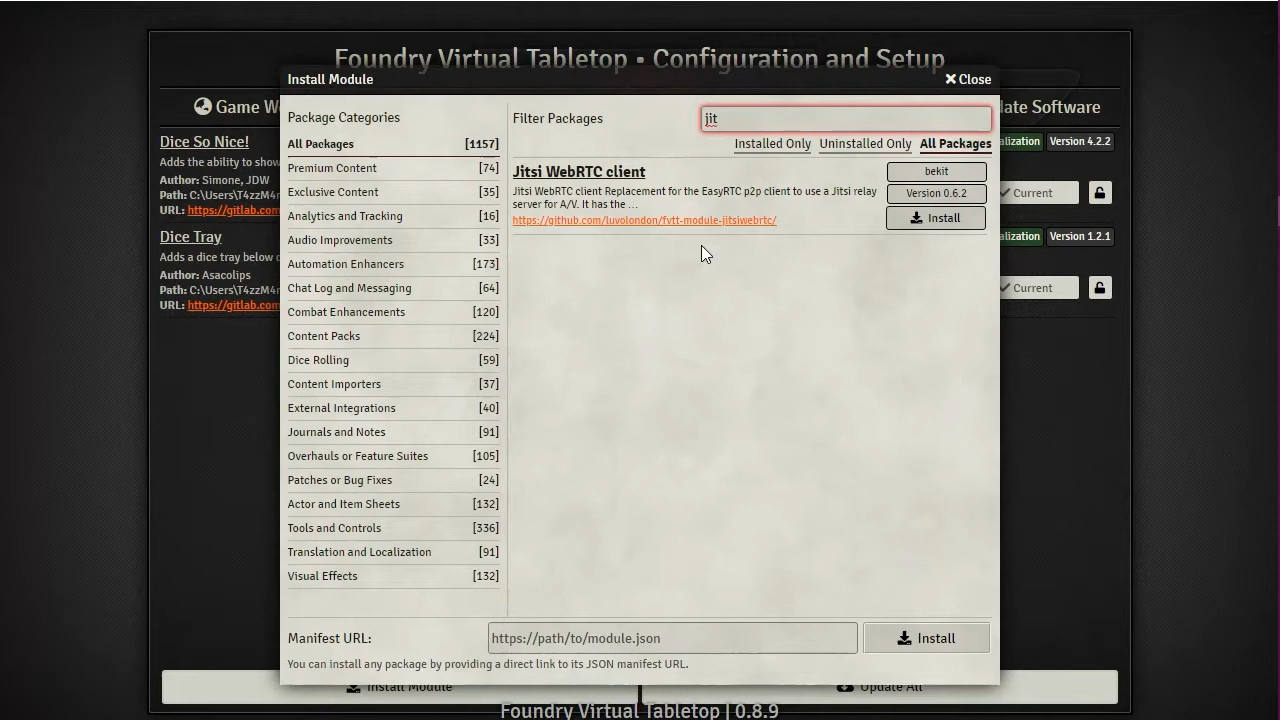 Foundry Virtual Tabletop • Configuration and Setup
Install Module
Close
Game W
ate Software
Dice So Nice!
Adds the ability to show
Author: Simone, JDW
Path: C:\Users\T4zzM4r
URL: https://gitlab.com
alization
Version 4.2.2
Current
Dice Tray
Adds a dice tray below c
Author: Asacolips
Path: C:\Users\T4zzM4r
URL: https://gitlab.com
alization
Version 1.2.1
Current
Package Categories
All Packages [1157]
Premium Content [74]
Exclusive Content [35]
Analytics and Tracking [16]
Audio Improvements [33]
Automation Enhancers [173]
Chat Log and Messaging [64]
Combat Enhancements [120]
Content Packs [224]
Dice Rolling [59]
Content Importers [37]
External Integrations [40]
Journals and Notes [91]
Overhauls or Feature Suites [105]
Patches or Bug Fixes [24]
Actor and Item Sheets [132]
Tools and Controls [336]
Translation and Localization [91]
Visual Effects [132]
Filter Packages
jit
Installed Only Uninstalled Only All Packages
Jitsi WebRTC client
Jitsi WebRTC client Replacement for the EasyRTC p2p client to use a Jitsi relay
server for A/V. It has the ...
https://github.com/luvolondon/fvtt-module-jitsiwebrtc/
bekit
Version 0.6.2
Install
Manifest URL:
https://path/to/module.json
Install
You can install any package by providing a direct link to its JSON manifest URL.
Install Module
Update All
Foundry Virtual Tabletop | 0.8.9